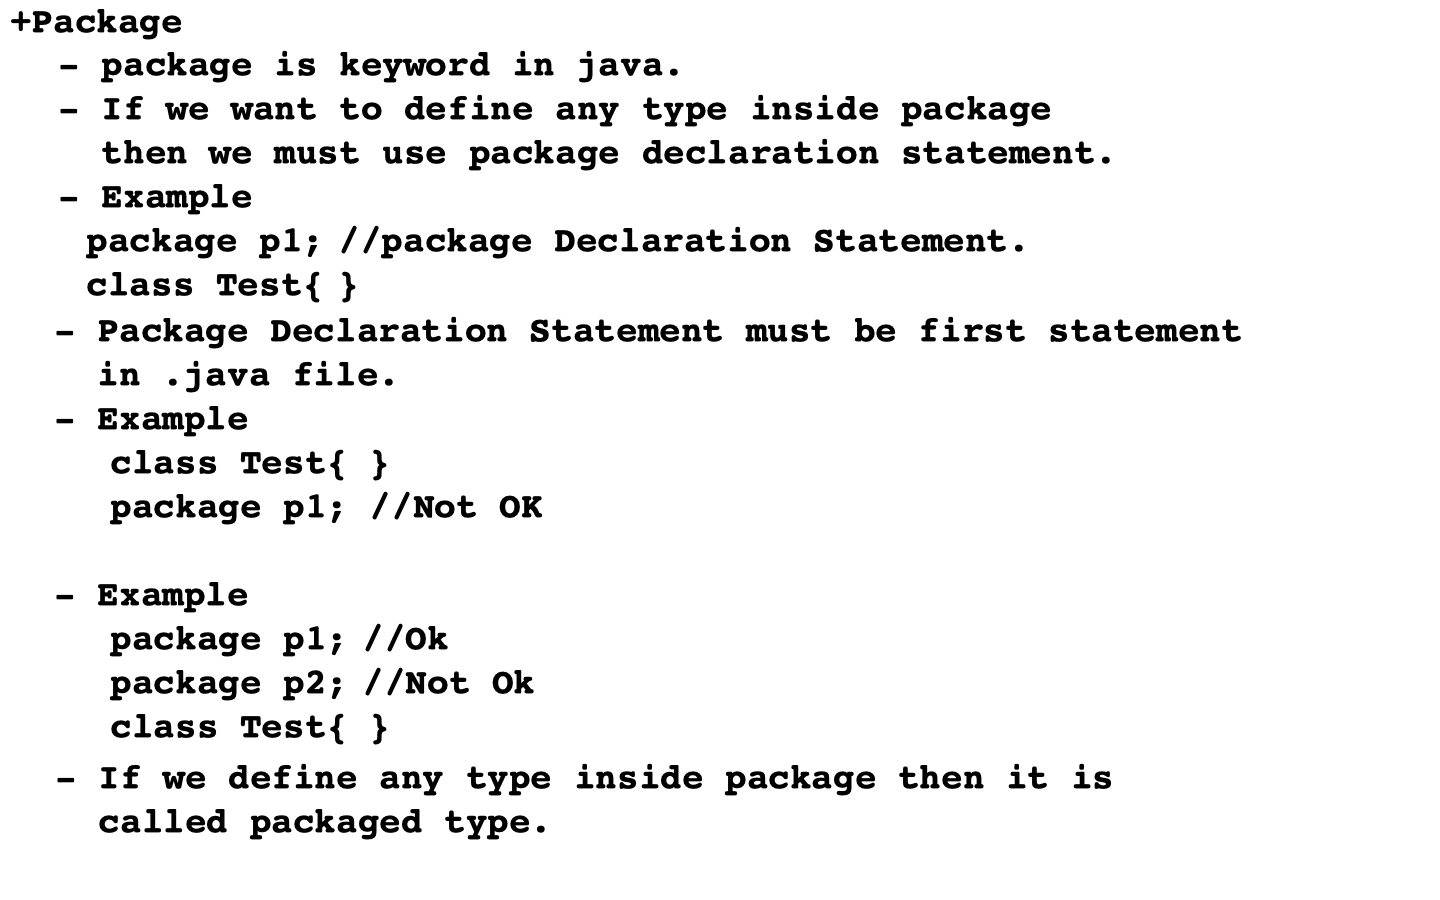 +Package
- package is keyword in java.
- If we want to define any type inside package
then we must use package declaration statement.
- Example
package p1; //package Declaration Statement.
class Test{ }
- Package Declaration Statement must be first statement
in .java file.
- Example
class Test{ }
package p1; //Not OK
- Example
package p1; //Ok
package p2; //Not Ok
class Test{ }
- If we define any type inside package then it is
called packaged type.